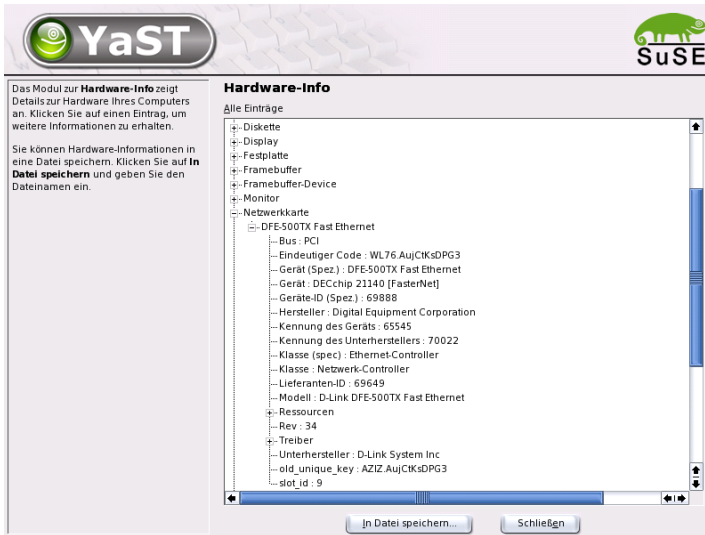 YaST
SuSE
Das Modul zur Hardware-Info zeigt
Details zur Hardware Ihres Computers
an. Klicken Sie auf einen Eintrag, um
weitere Informationen zu erhalten.
Sie können Hardware-Informationen in
eine Datei speichern. Klicken Sie auf In
Datei speichern und geben Sie den
Dateinamen ein.
Hardware-Info
Alle Einträge
Diskette
Display
Festplatte
Framebuffer
Framebuffer-Device
Monitor
Netzwerkkarte
DFE-500TX Fast Ethernet
Bus : PCI
Eindeutiger Code : WL76.AujCtKsDPG3
Gerät (Spez.) : DFE-500TX Fast Ethernet
Gerät : DECchip 21140 [FasterNet]
Geräte-ID (Spez.) : 69888
Hersteller : Digital Equipment Corporation
Kennung des Geräts : 65545
Kennung des Unterherstellers : 70022
Klasse (spec) : Ethernet-Controller
Klasse : Netzwerk-Controller
Lieferanten-ID : 69649
Modell : D-Link DFE-500TX Fast Ethernet
Ressourcen
Rev : 34
Treiber
Unterhersteller : D-Link System Inc
old_unique_key : AZIZ.AujCtKsDPG3
slot_id : 9
In Datei speichern...
Schließen